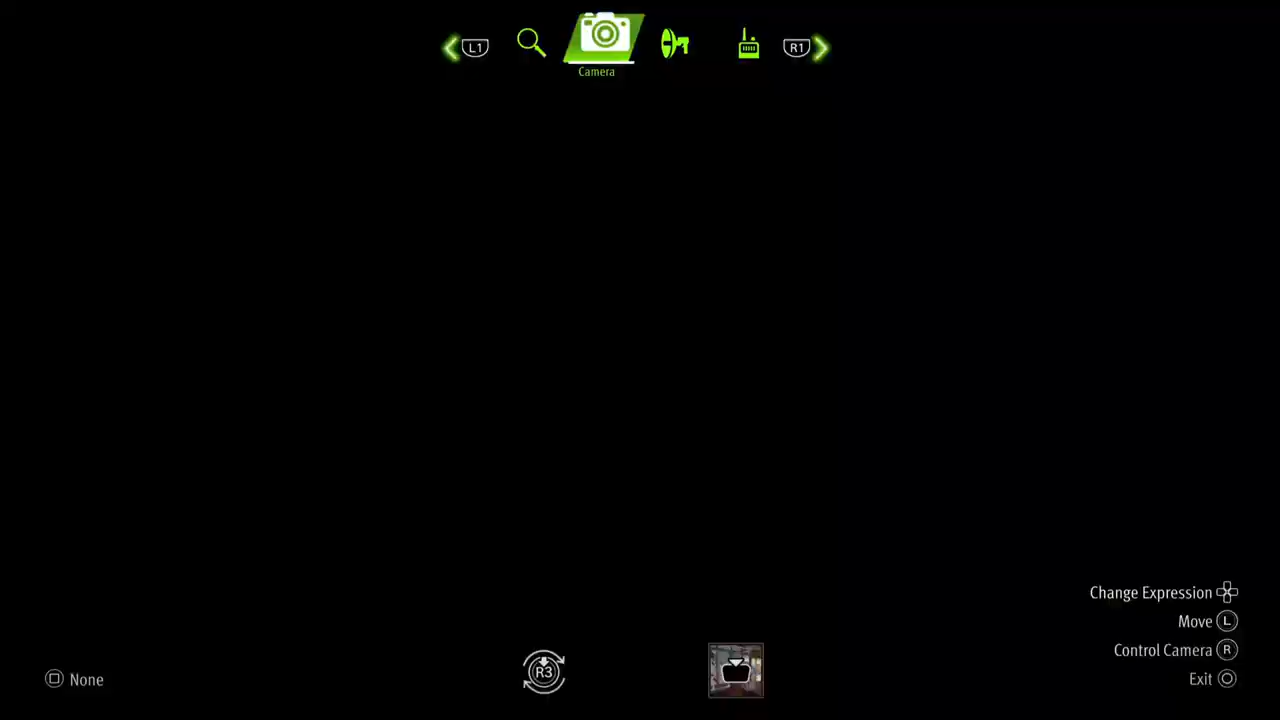 L1
R1
Camera
Change Expression
Move L
Control Camera R
Exit
None
R3